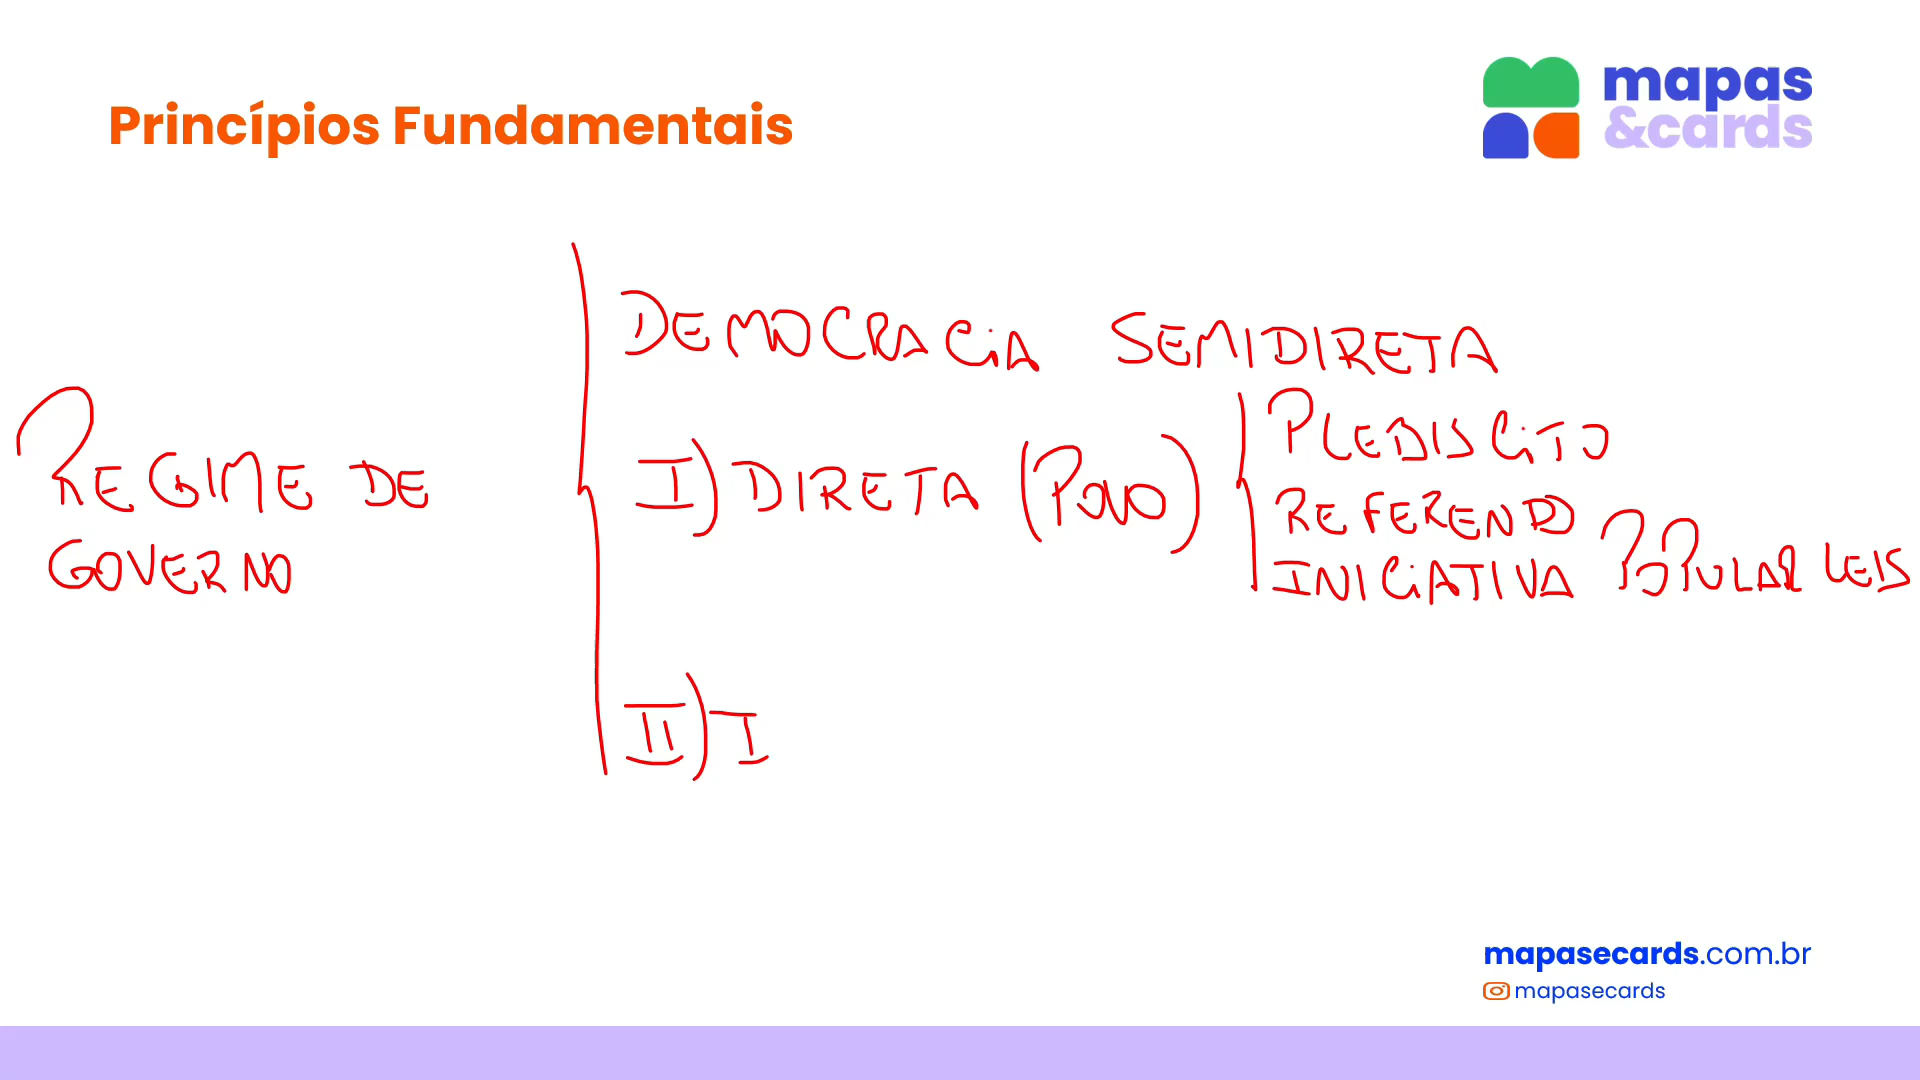 Princípios Fundamentais
mapas
&cards
DEMOCRACIA SEMIDIRETA
REGIME DE
GOVERNO
I) DIRETA (POVO)
PLEBISCITO
REFERENDO
INICIATIVA POPULAR LEIS
II) I
mapasecards.com.br
mapasecards